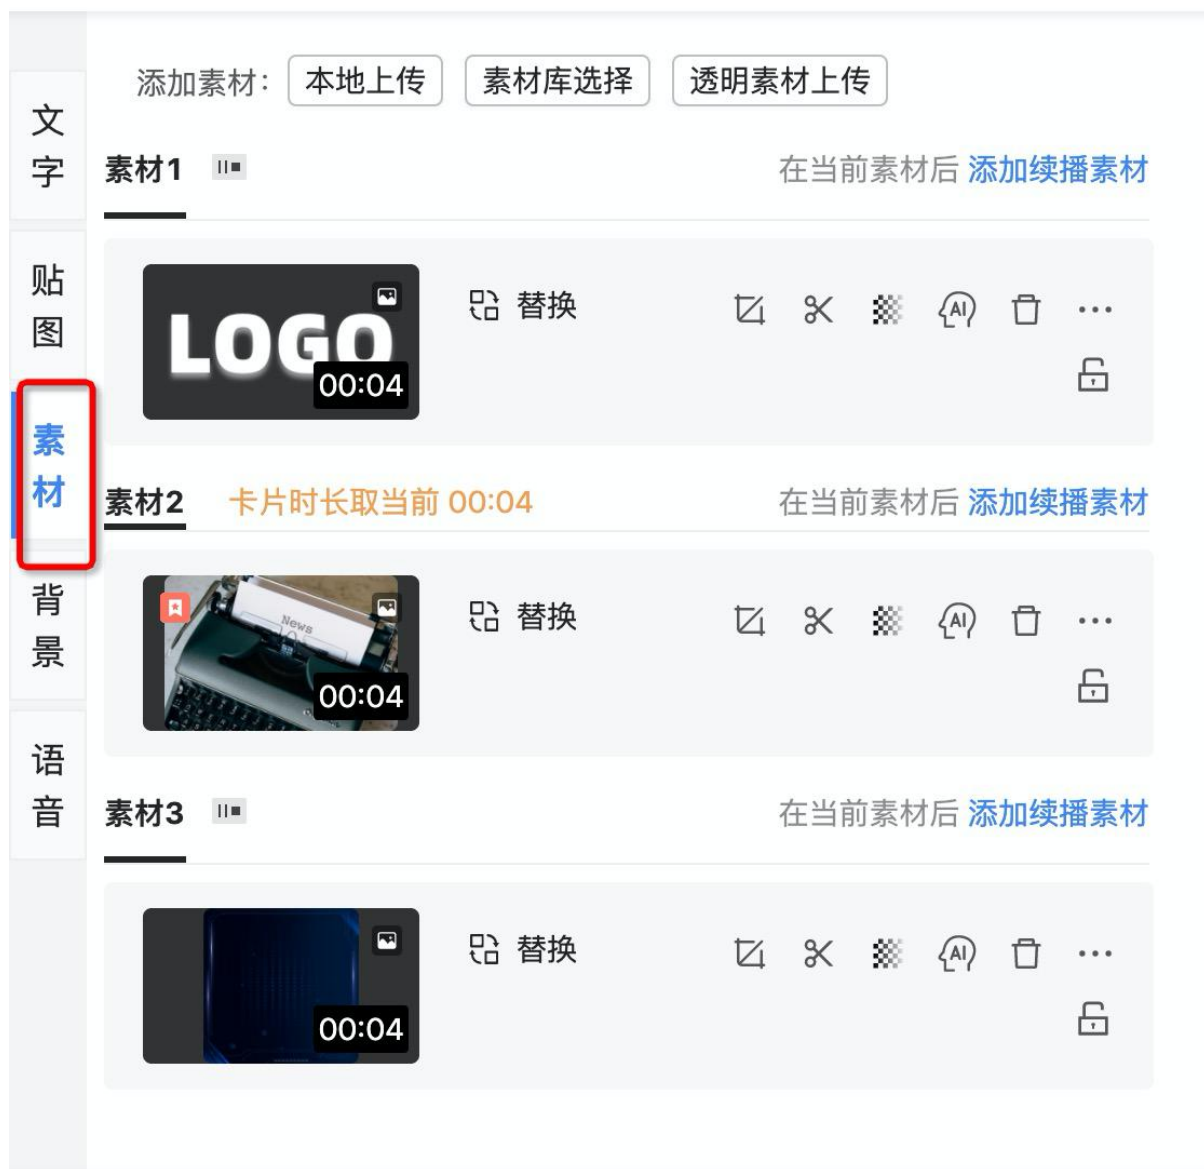 添加素材: 本地上传 素材库选择 透明素材上传
文字
素材1 在当前素材后 添加续播素材
贴图
LOGO
00:04
替换
AI
素材
素材2 卡片时长取当前 00:04 在当前素材后 添加续播素材
背景
News
00:04
替换
AI
语音
素材3 在当前素材后 添加续播素材
00:04
替换
AI